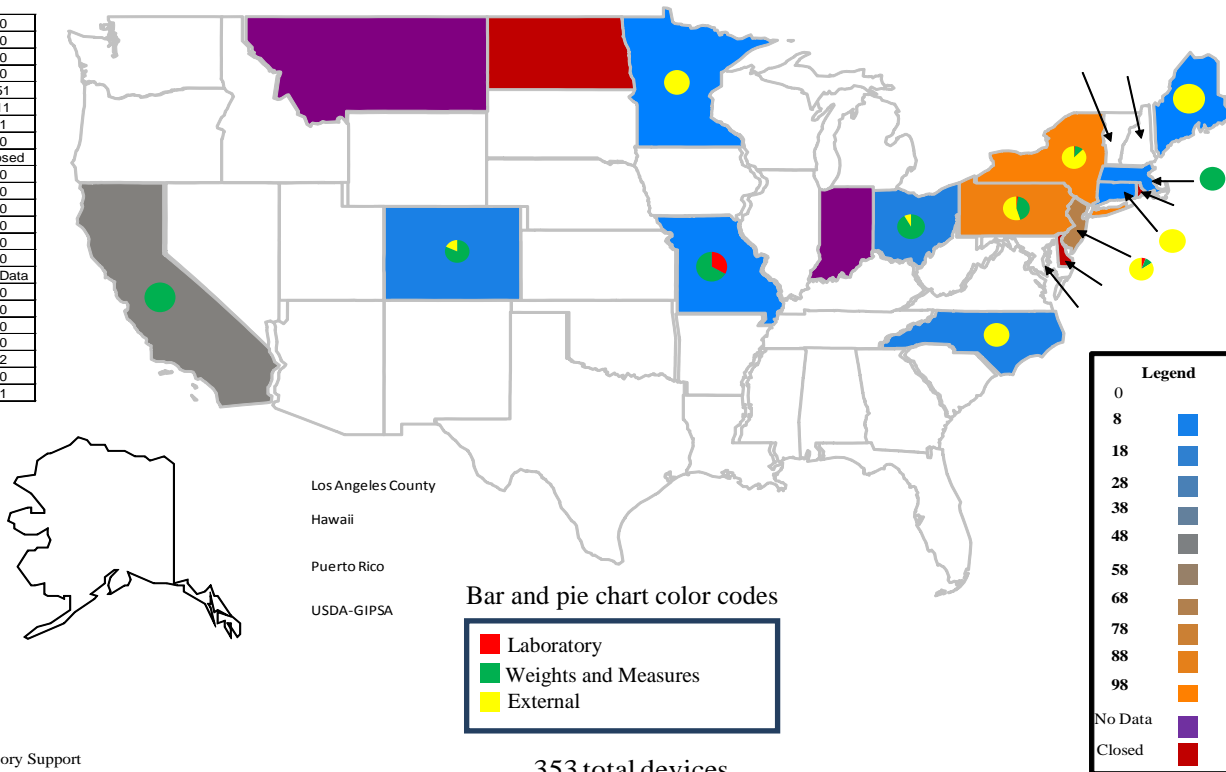 0
0
0
0
51
11
1
0
osed
0
0
0
0
0
0
Data
0
0
0
0
2
0
1
Los Angeles County
Hawaii
Puerto Rico
USDA-GIPSA
Bar and pie chart color codes
Laboratory
Weights and Measures
External
353 total devices
ory Support
Legend
0
8
18
28
38
48
58
68
78
88
98
No Data
Closed